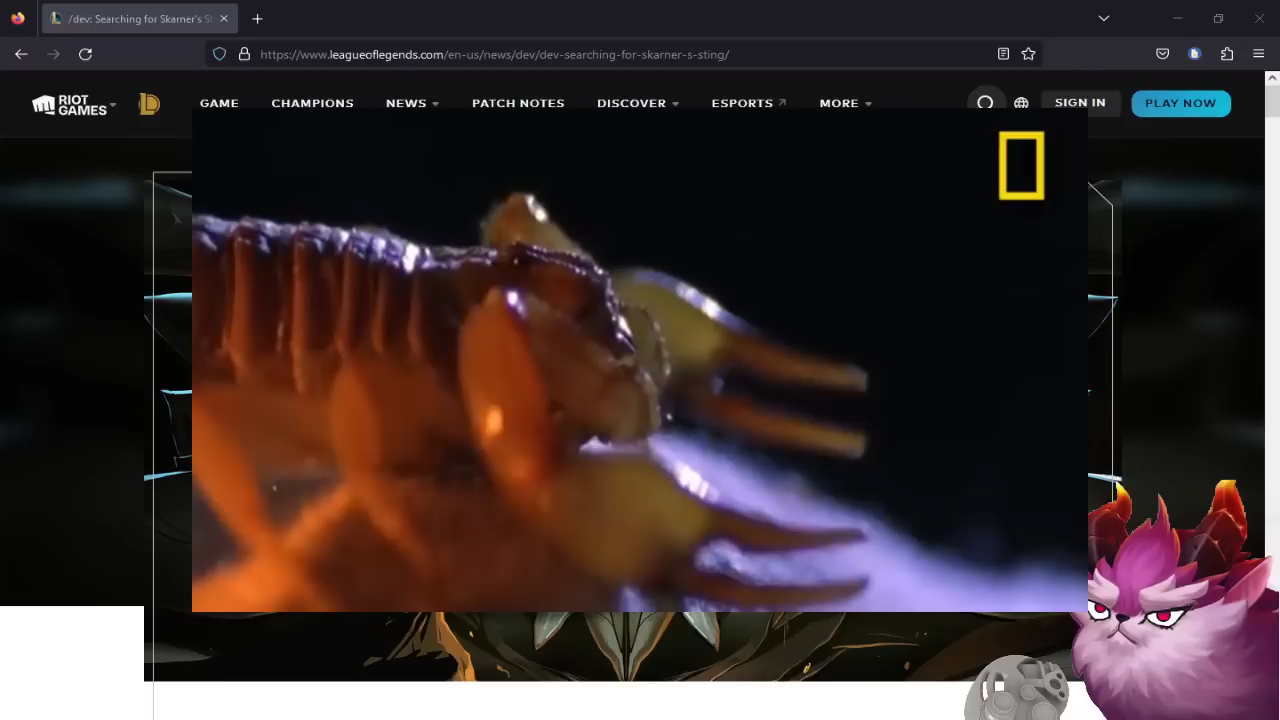 /dev: Searching for Skarner's S
https://www.leagueoflegends.com/en-us/news/dev/dev-searching-for-skarner-s-sting/
RIOT
GAMES
GAME
CHAMPIONS
NEWS
PATCH NOTES
DISCOVER
ESPORTS
MORE
SIGN IN
PLAY NOW